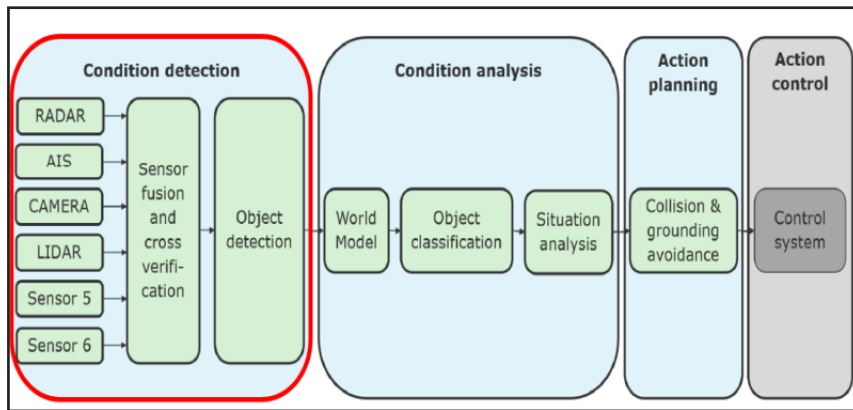 Condition detection
RADAR
AIS
CAMERA
LIDAR
Sensor 5
Sensor 6
Sensor
fusion
and
cross
verifi-
cation
Object
detection
Condition analysis
World
Model
Object
classification
Situation
analysis
Action
planning
Collision &
grounding
avoidance
Action
control
Control
system